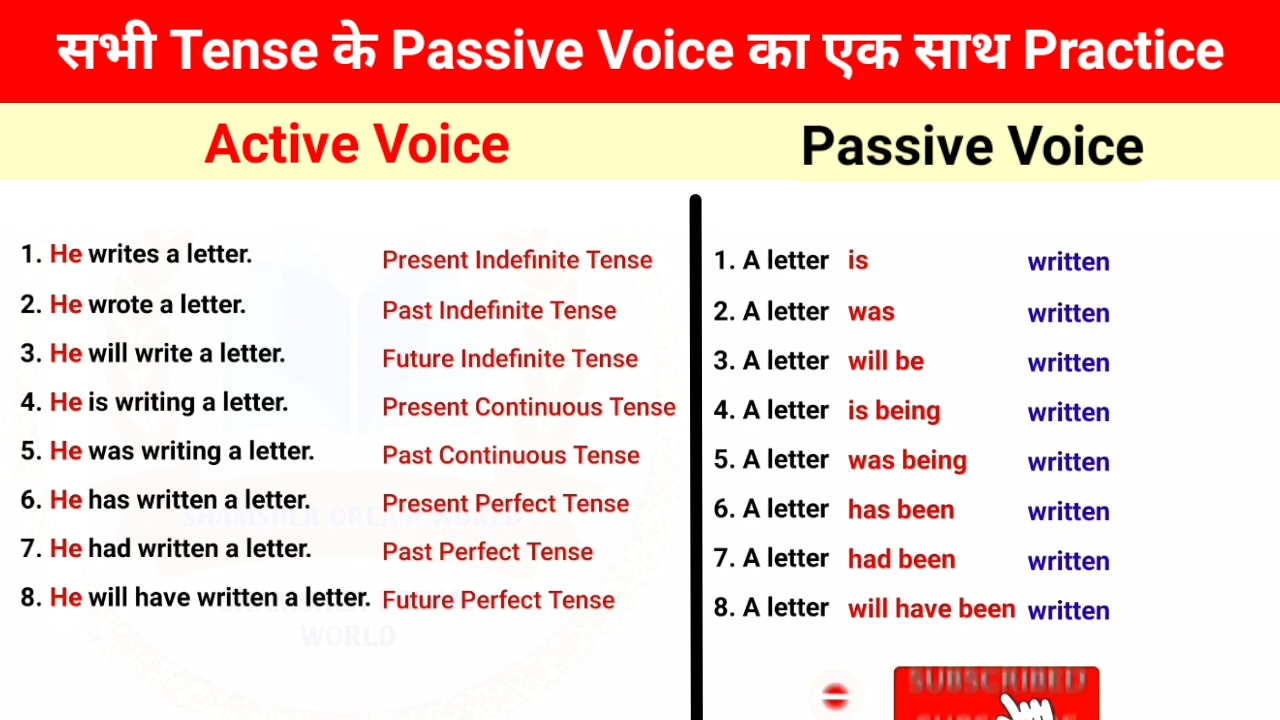 सभी Tense के Passive Voice का एक साथ Practice
Active Voice
Passive Voice
1. He writes a letter. Present Indefinite Tense
2. He wrote a letter. Past Indefinite Tense
3. He will write a letter. Future Indefinite Tense
4. He is writing a letter. Present Continuous Tense
5. He was writing a letter. Past Continuous Tense
6. He has written a letter. Present Perfect Tense
7. He had written a letter. Past Perfect Tense
8. He will have written a letter. Future Perfect Tense
1. A letter is written
2. A letter was written
3. A letter will be written
4. A letter is being written
5. A letter was being written
6. A letter has been written
7. A letter had been written
8. A letter will have been written
SHAMSHER DREAM WORLD
WORLD
SUBSCRIBED